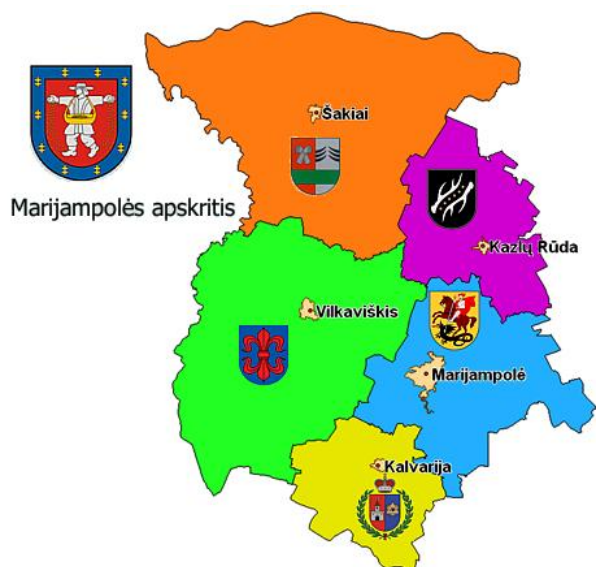 Šakiai
Marijampolės apskritis
Kazlų Rūda
Vilkaviškis
Marijampolė
Kalvarija